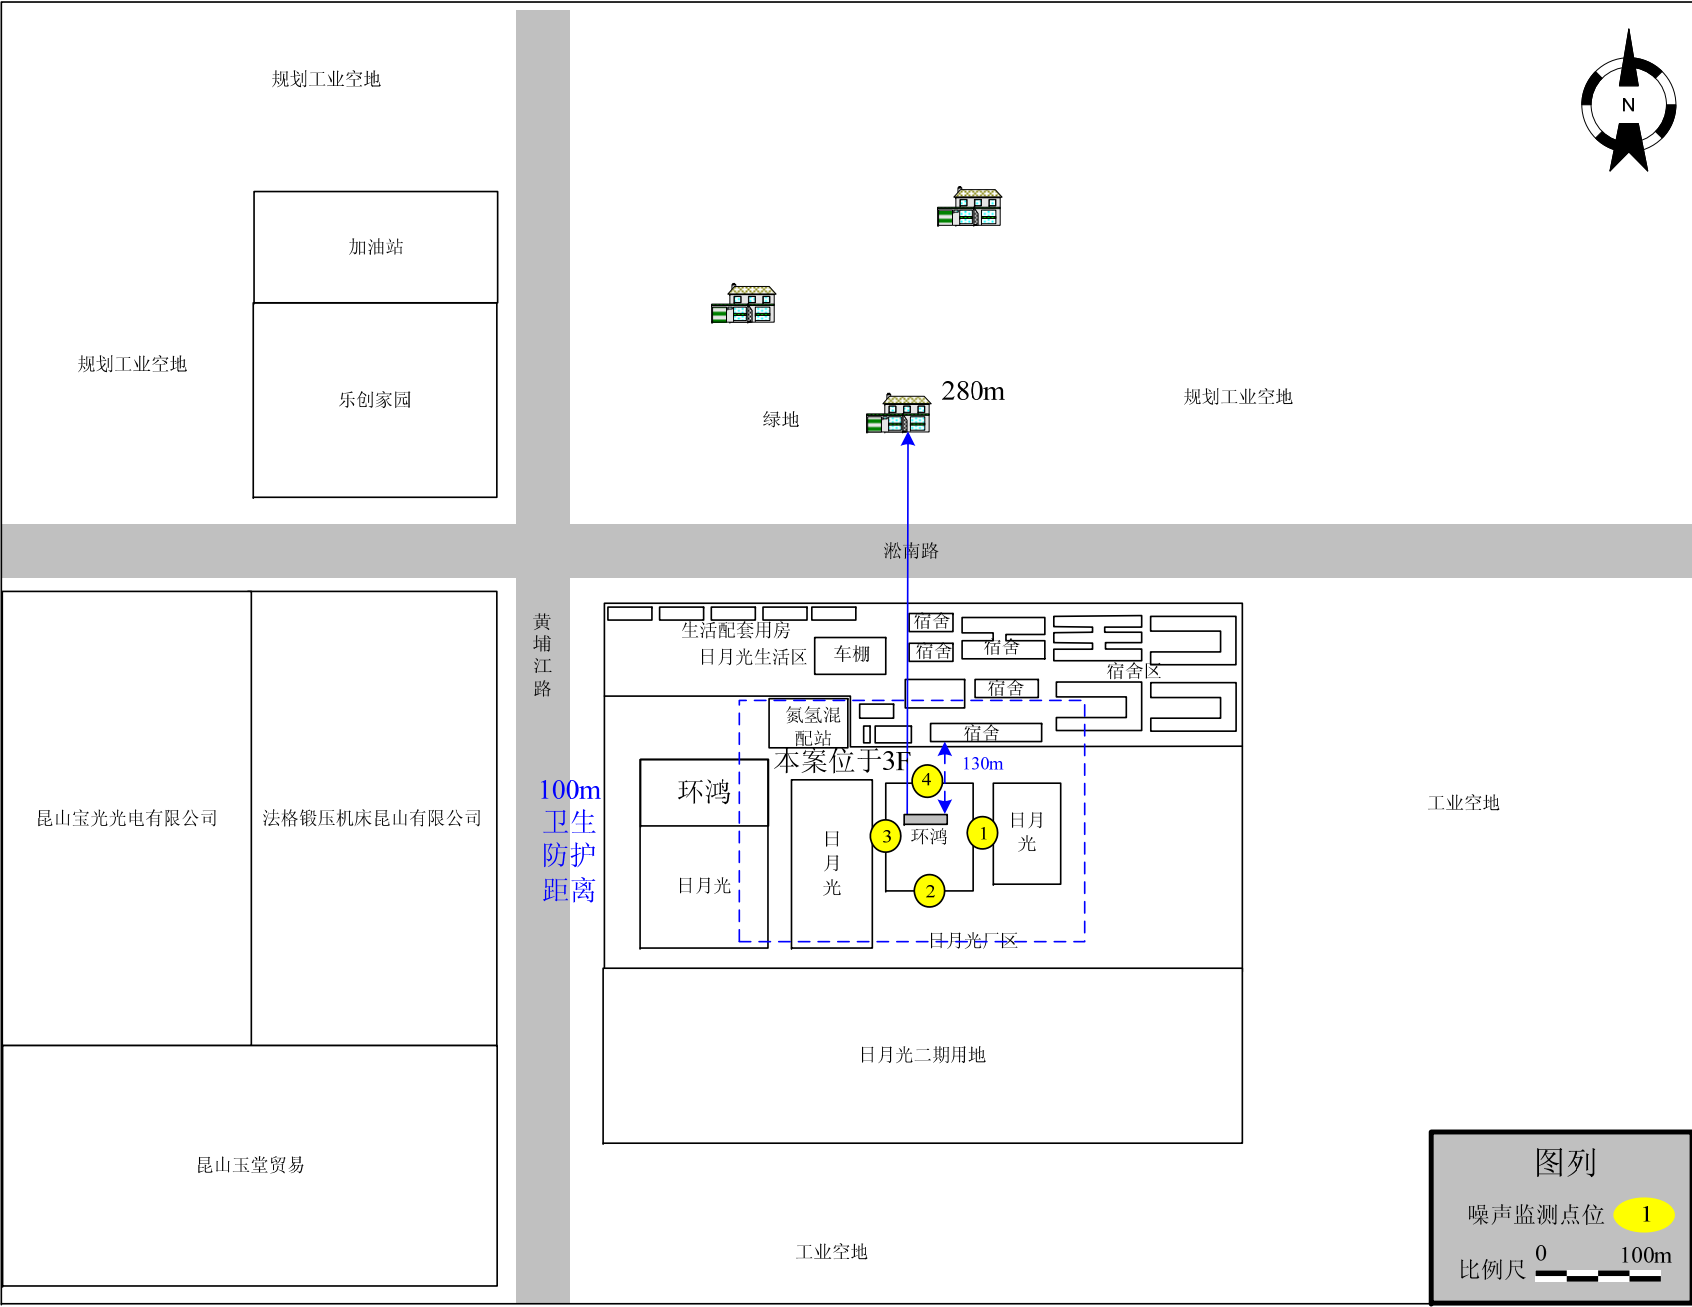 规划工业空地
N
加油站
规划工业空地
乐创家园
280m
绿地
规划工业空地
淞南路
黄
埔
江
路
生活配套用房
日月光生活区
车棚
宿舍
宿舍
宿舍
宿舍区
宿舍
宿舍
氮氢混
配站
本案位于3F
130m
100m
卫生
防护
距离
环鸿
日月光
日
月
光
4
3
1
2
环鸿
日月
光
日月光厂区
昆山宝光光电有限公司
法格锻压机床昆山有限公司
工业空地
日月光二期用地
昆山玉堂贸易
工业空地
图列
噪声监测点位 1
比例尺 0 100m